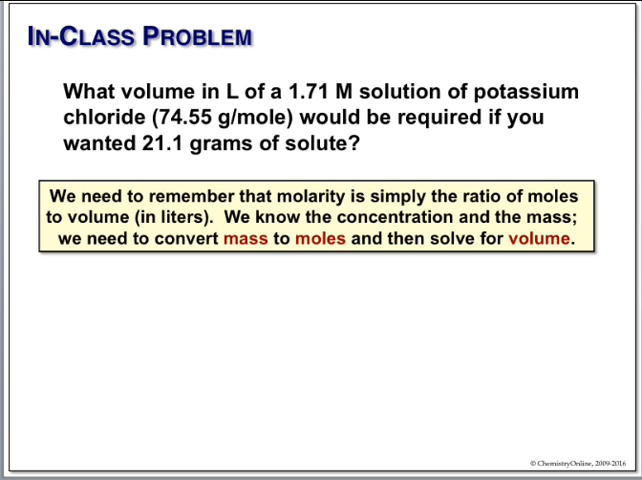 IN-CLASS PROBLEM
What volume in L of a 1.71 M solution of potassium
chloride (74.55 g/mole) would be required if you
wanted 21.1 grams of solute?
We need to remember that molarity is simply the ratio of moles
to volume (in liters). We know the concentration and the mass;
we need to convert mass to moles and then solve for volume.
© ChemistryOnline, 2009-2016